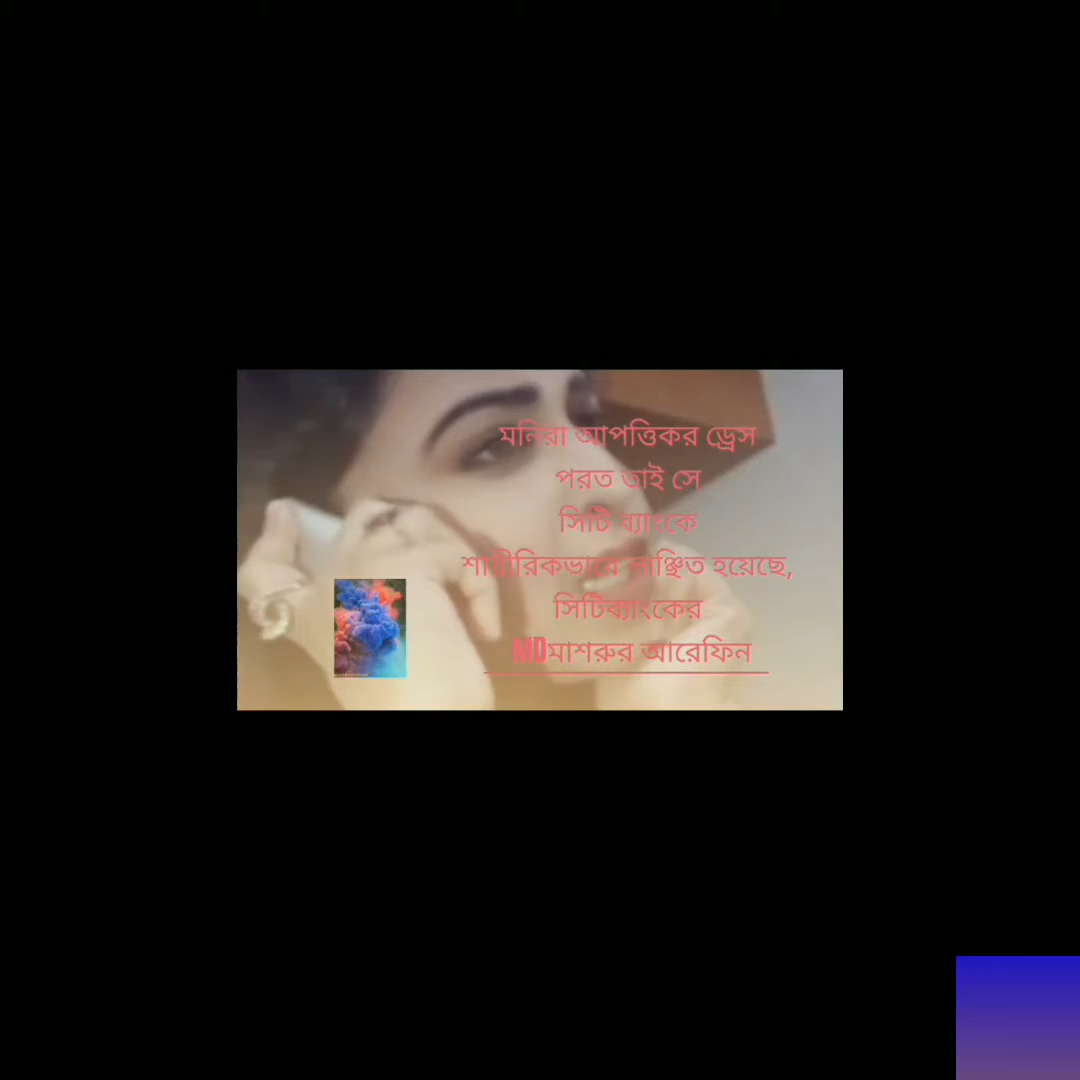 মনিরা আপত্তিকর ড্রেস
পরত তাই সে
সিটি ব্যাংকে
শারীরিকভাবে লাঞ্ছিত হয়েছে,
সিটিব্যাংকের
MDমাশরুর আরেফিন